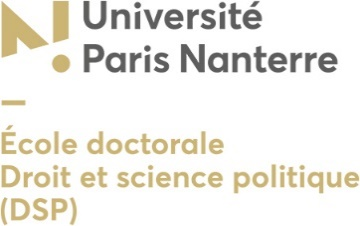 Université
Paris Nanterre
École doctorale
Droit et science politique
(DSP)